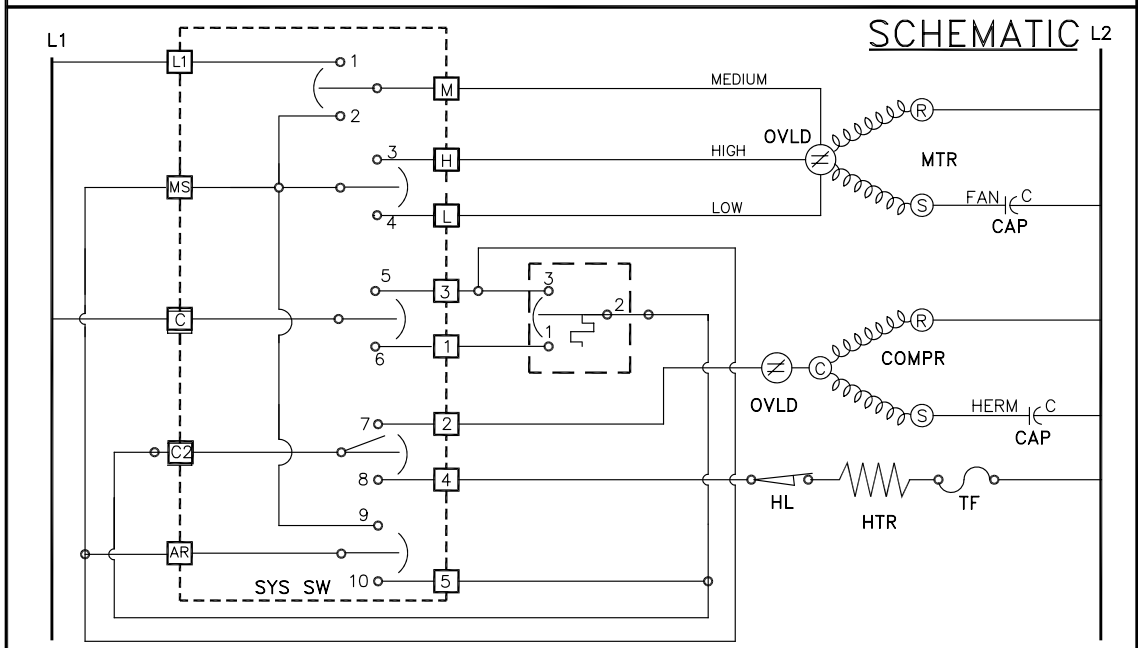 SCHEMATIC
L1
L2
L1
1
M
MEDIUM
2
R
OVLD
3
H
HIGH
MTR
MS
4
L
LOW
S
FAN
C
CAP
5
3
3
2
C
R
6
1
1
COMPR
C
OVLD
7
2
S
HERM
C
CAP
C2
8
4
HL
HTR
TF
9
AR
10
5
SYS SW